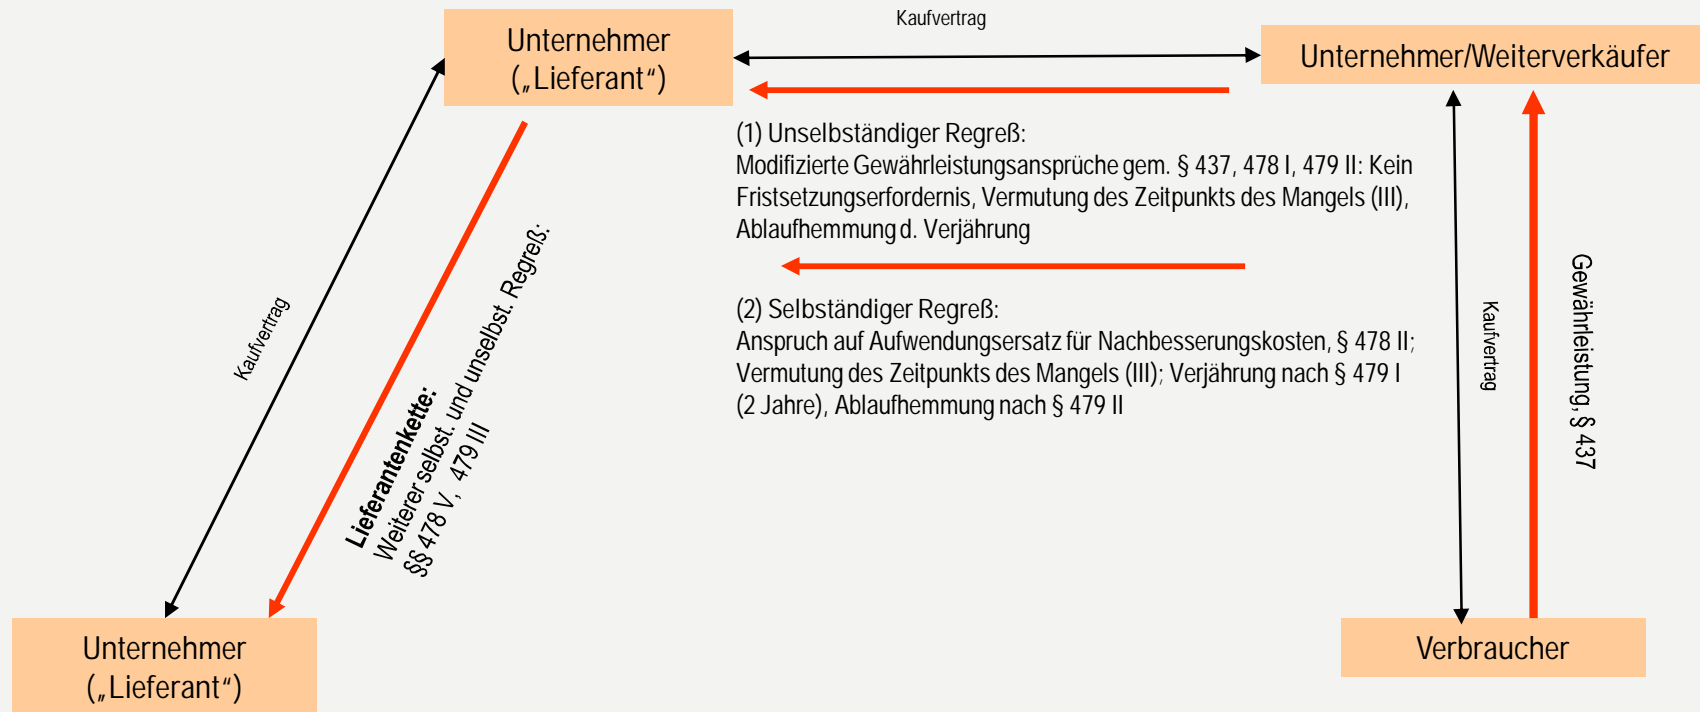 Kaufvertrag
Unternehmer
(„Lieferant“)
Unternehmer/Weiterverkäufer
(1) Unselbständiger Regreß:
Modifizierte Gewährleistungsansprüche gem. § 437, 478 I, 479 II: Kein
Fristsetzungserfordernis, Vermutung des Zeitpunkts des Mangels (III),
Ablaufhemmung d. Verjährung
(2) Selbständiger Regreß:
Anspruch auf Aufwendungsersatz für Nachbesserungskosten, § 478 II;
Vermutung des Zeitpunkts des Mangels (III); Verjährung nach § 479 I
(2 Jahre), Ablaufhemmung nach § 479 II
Kaufvertrag
Lieferantenkette:
Weiterer selbst. und unselbst. Regreß:
§§ 478 V, 479 III
Kaufvertrag
Gewährleistung, § 437
Unternehmer
(„Lieferant“)
Verbraucher